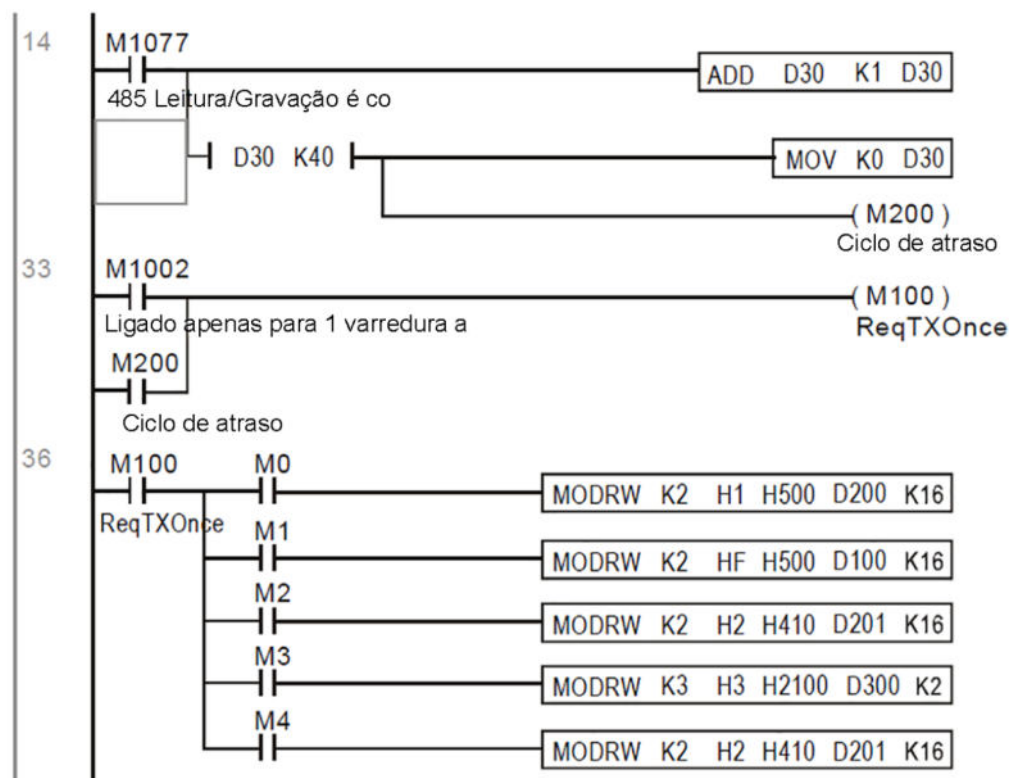 14
M1077
ADD D30 K1 D30
485 Leitura/Gravação é co
D30 K40
MOV K0 D30
( M200 )
Ciclo de atraso
33
M1002
( M100 )
Ligado apenas para 1 varredura a
ReqTXOnce
M200
Ciclo de atraso
36
M100 M0
MODRW K2 H1 H500 D200 K16
ReqTXOnce
M1
MODRW K2 HF H500 D100 K16
M2
MODRW K2 H2 H410 D201 K16
M3
MODRW K3 H3 H2100 D300 K2
M4
MODRW K2 H2 H410 D201 K16